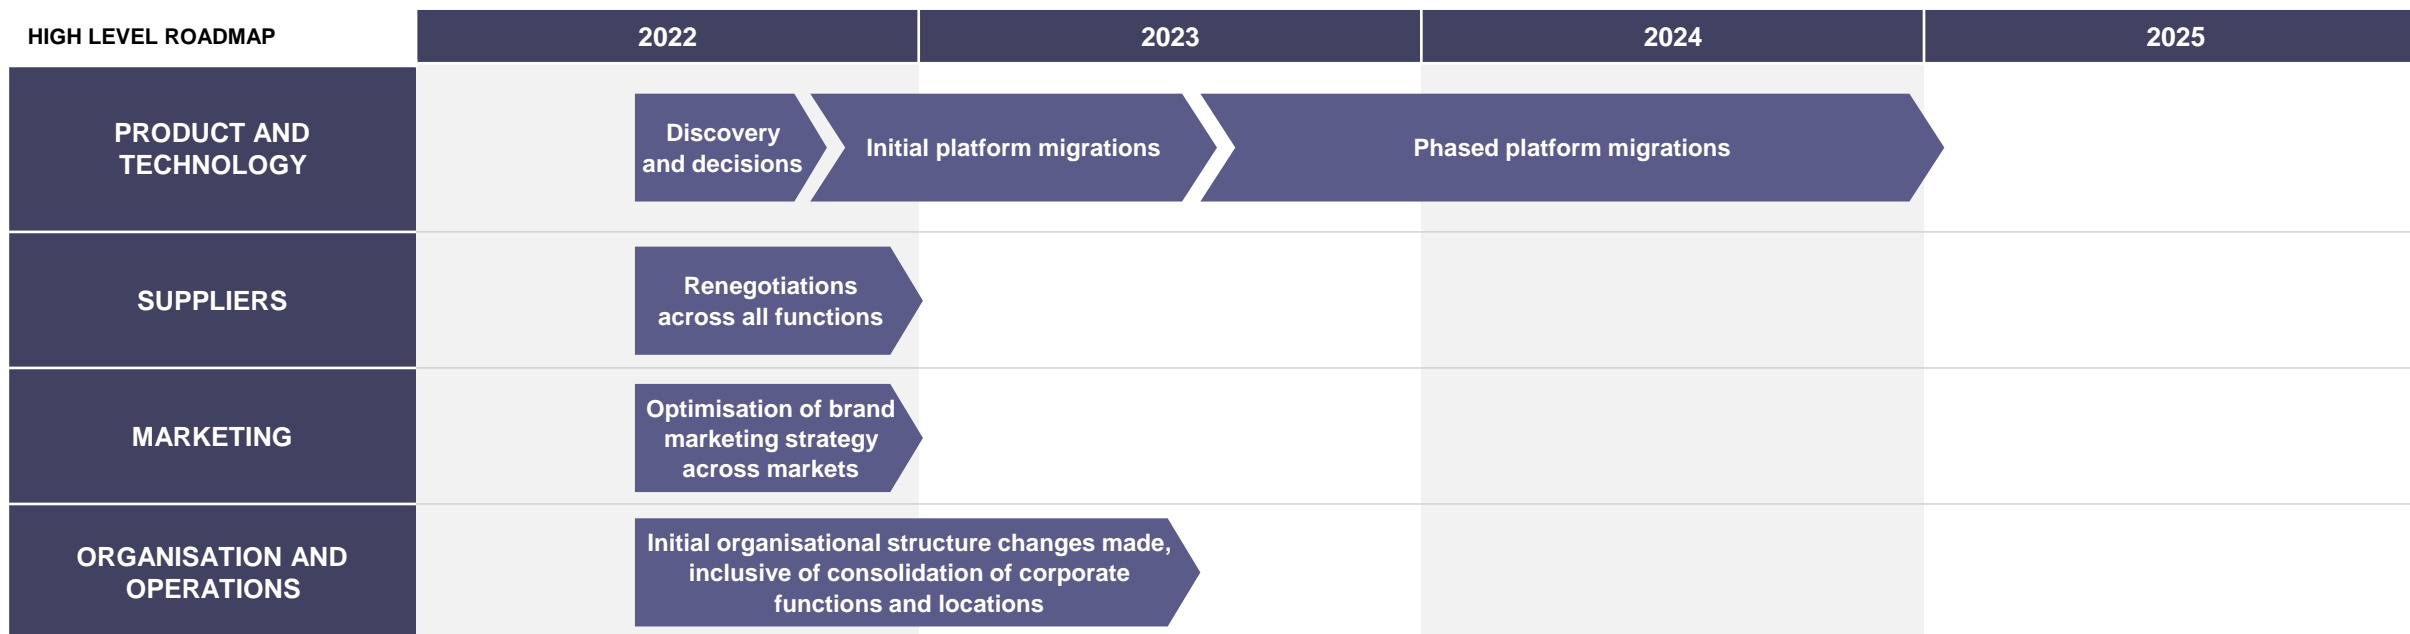 HIGH LEVEL ROADMAP
2022
2023
2024
2025
PRODUCT AND
TECHNOLOGY
Discovery
and decisions
Initial platform migrations
Phased platform migrations
SUPPLIERS
Renegotiations
across all functions
MARKETING
Optimisation of brand
marketing strategy
across markets
ORGANISATION AND
OPERATIONS
Initial organisational structure changes made,
inclusive of consolidation of corporate
functions and locations